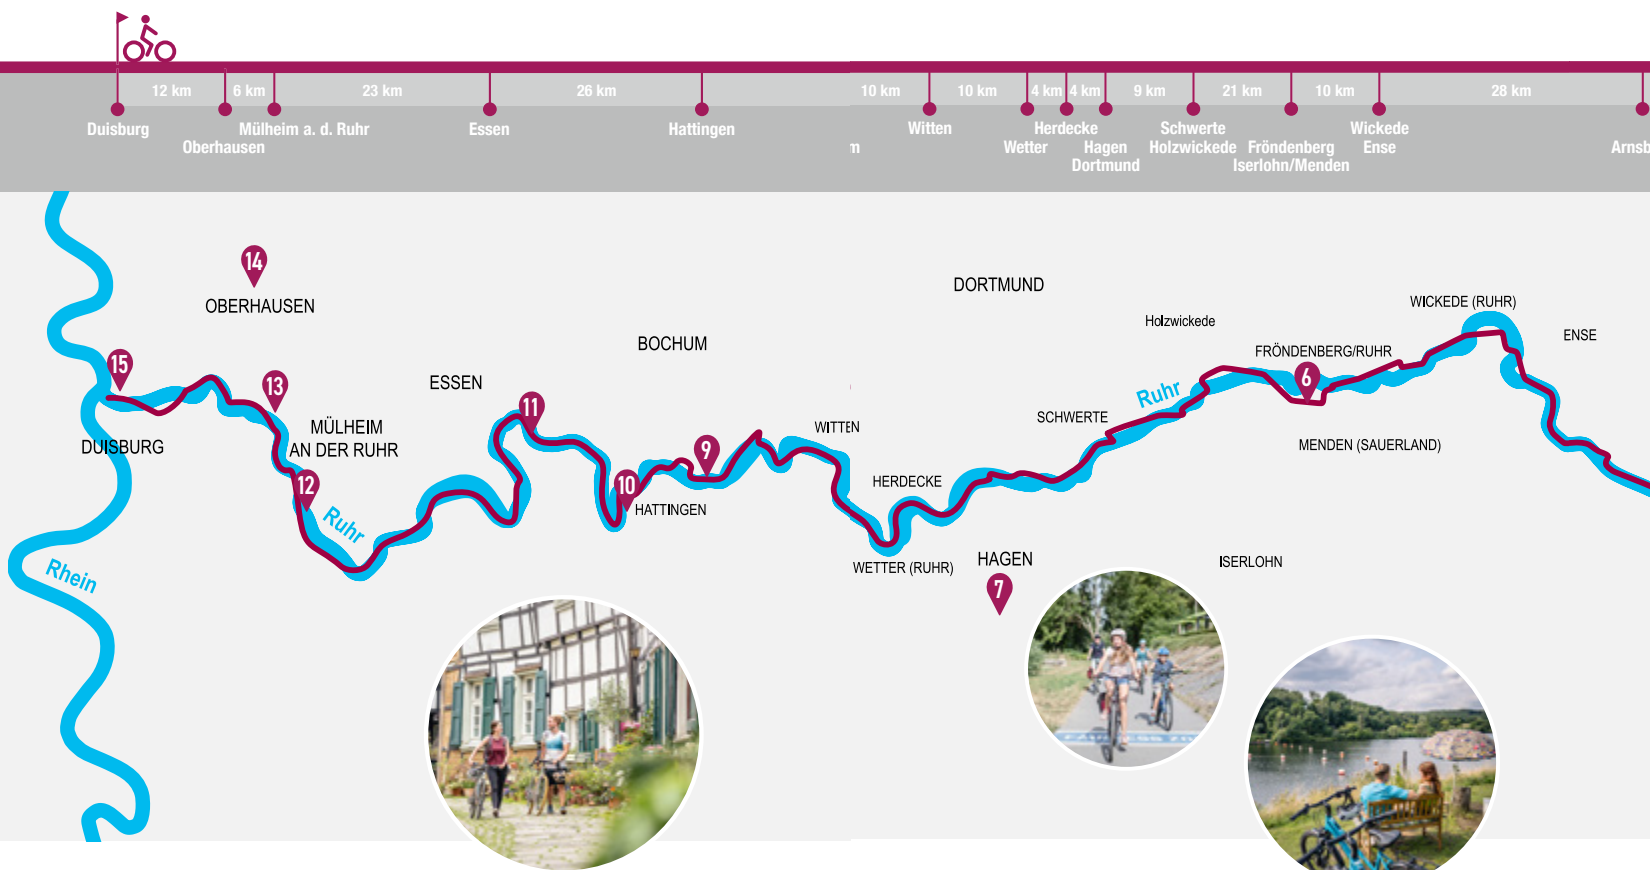 12 km
6 km
23 km
26 km
10 km
10 km
4 km
4 km
9 km
21 km
10 km
28 km
Duisburg
Oberhausen
Mülheim a. d. Ruhr
Essen
Hattingen
Witten
Wetter
Herdecke
Hagen
Dortmund
Schwerte
Holzwickede
Fröndenberg
Iserlohn/Menden
Wickede
Ense
Arnsb
14
OBERHAUSEN
DORTMUND
WICKEDE (RUHR)
Holzwickede
ENSE
BOCHUM
FRÖNDENBERG/RUHR
15
13
ESSEN
6
Ruhr
11
MÜLHEIM
AN DER RUHR
DUISBURG
WITTEN
SCHWERTE
MENDEN (SAUERLAND)
9
12
10
HERDECKE
HATTINGEN
Ruhr
Rhein
WETTER (RUHR)
HAGEN
7
ISERLOHN